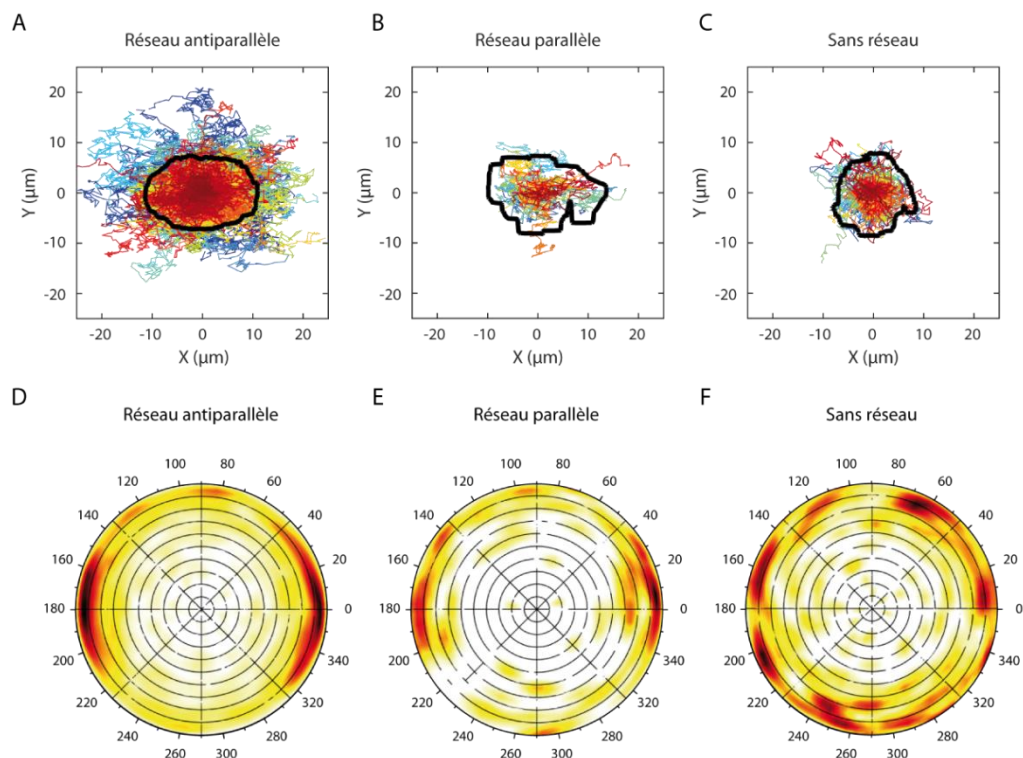 A
Réseau antiparallèle
B
Réseau parallèle
C
Sans réseau
20
10
0
-10
-20
Y (µm)
-20 -10 0 10 20
X (µm)
20
10
0
-10
-20
Y (µm)
-20 -10 0 10 20
X (µm)
20
10
0
-10
-20
Y (µm)
-20 -10 0 10 20
X (µm)
D
Réseau antiparallèle
E
Réseau parallèle
F
Sans réseau
100 80
120 60
140 40
160 20
180 0
200 340
220 320
240 300
260
100 80
120 60
140 40
160 20
180 0
200 340
220 320
240 300
260
100 80
120 60
140 40
160 20
180 0
200 340
220 320
240 280
260 300